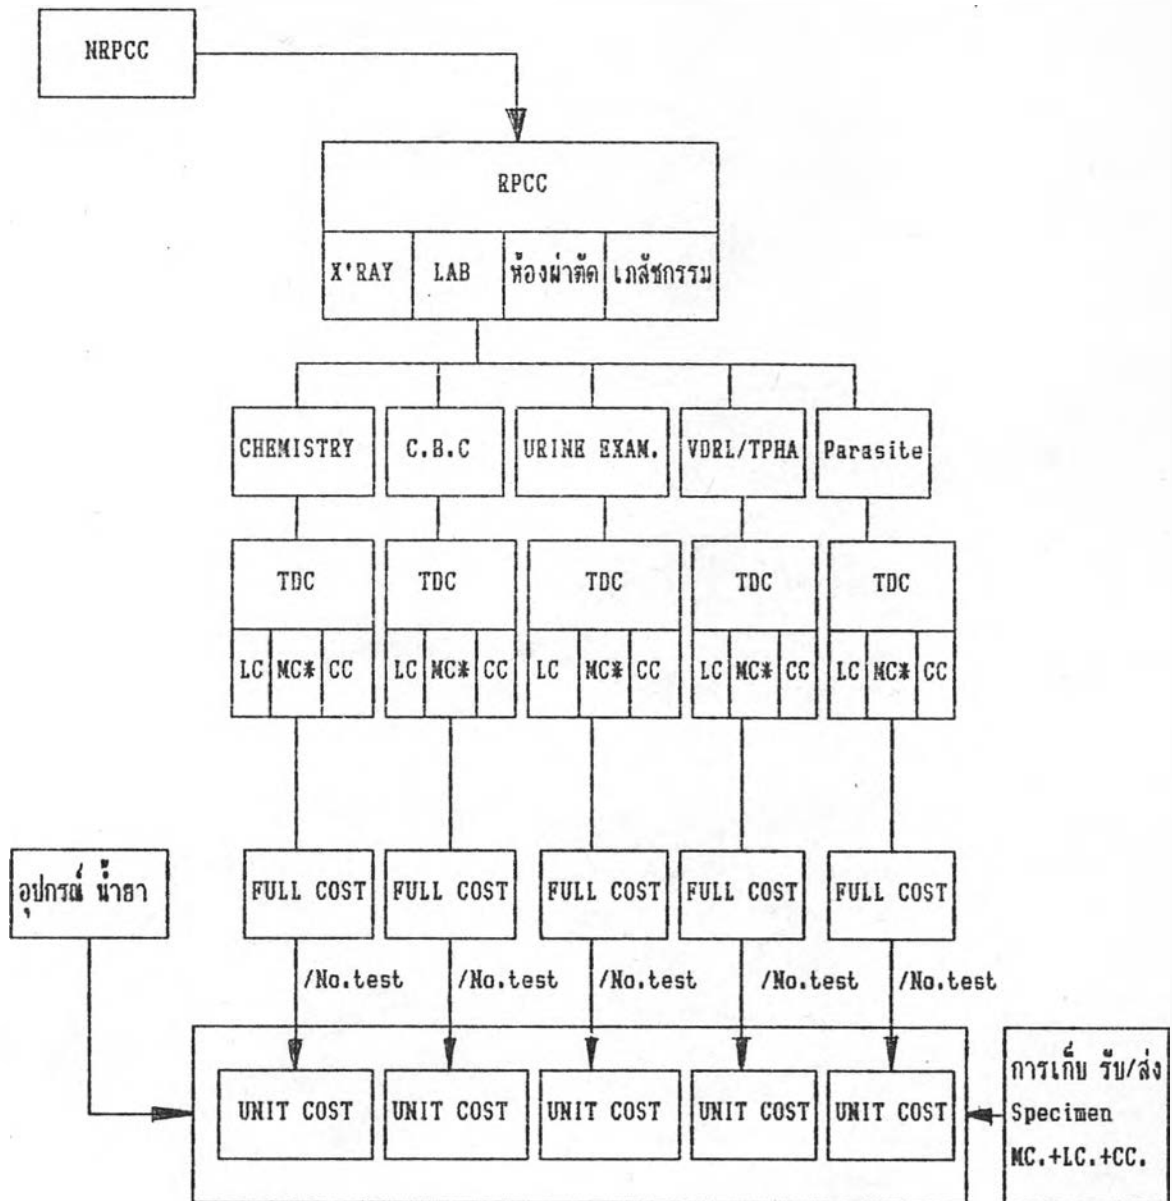 NRPCC
RPCC
X'RAY LAB ห้องผ่าตัด เภสัชกรรม
CHEMISTRY C.B.C URINE EXAM. VDRL/TPHA Parasite
TDC TDC TDC TDC TDC
LC MC* CC LC MC* CC LC MC* CC LC MC* CC LC MC* CC
อุปกรณ์ น้ำยา FULL COST FULL COST FULL COST FULL COST FULL COST
/No.test /No.test /No.test /No.test /No.test
การเก็บ รับ/ส่ง
UNIT COST UNIT COST UNIT COST UNIT COST UNIT COST Specimen
MC.+LC.+CC.